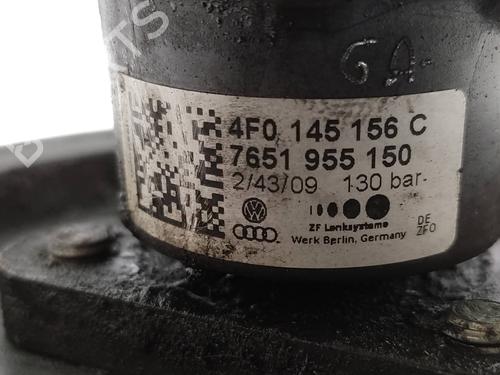 GA-
4F0 145 156 C
7651 955 150
2/43/09 130 bar-
ZF Lenksysteme
DE
ZFO
Werk Berlin, Germany
PARTS